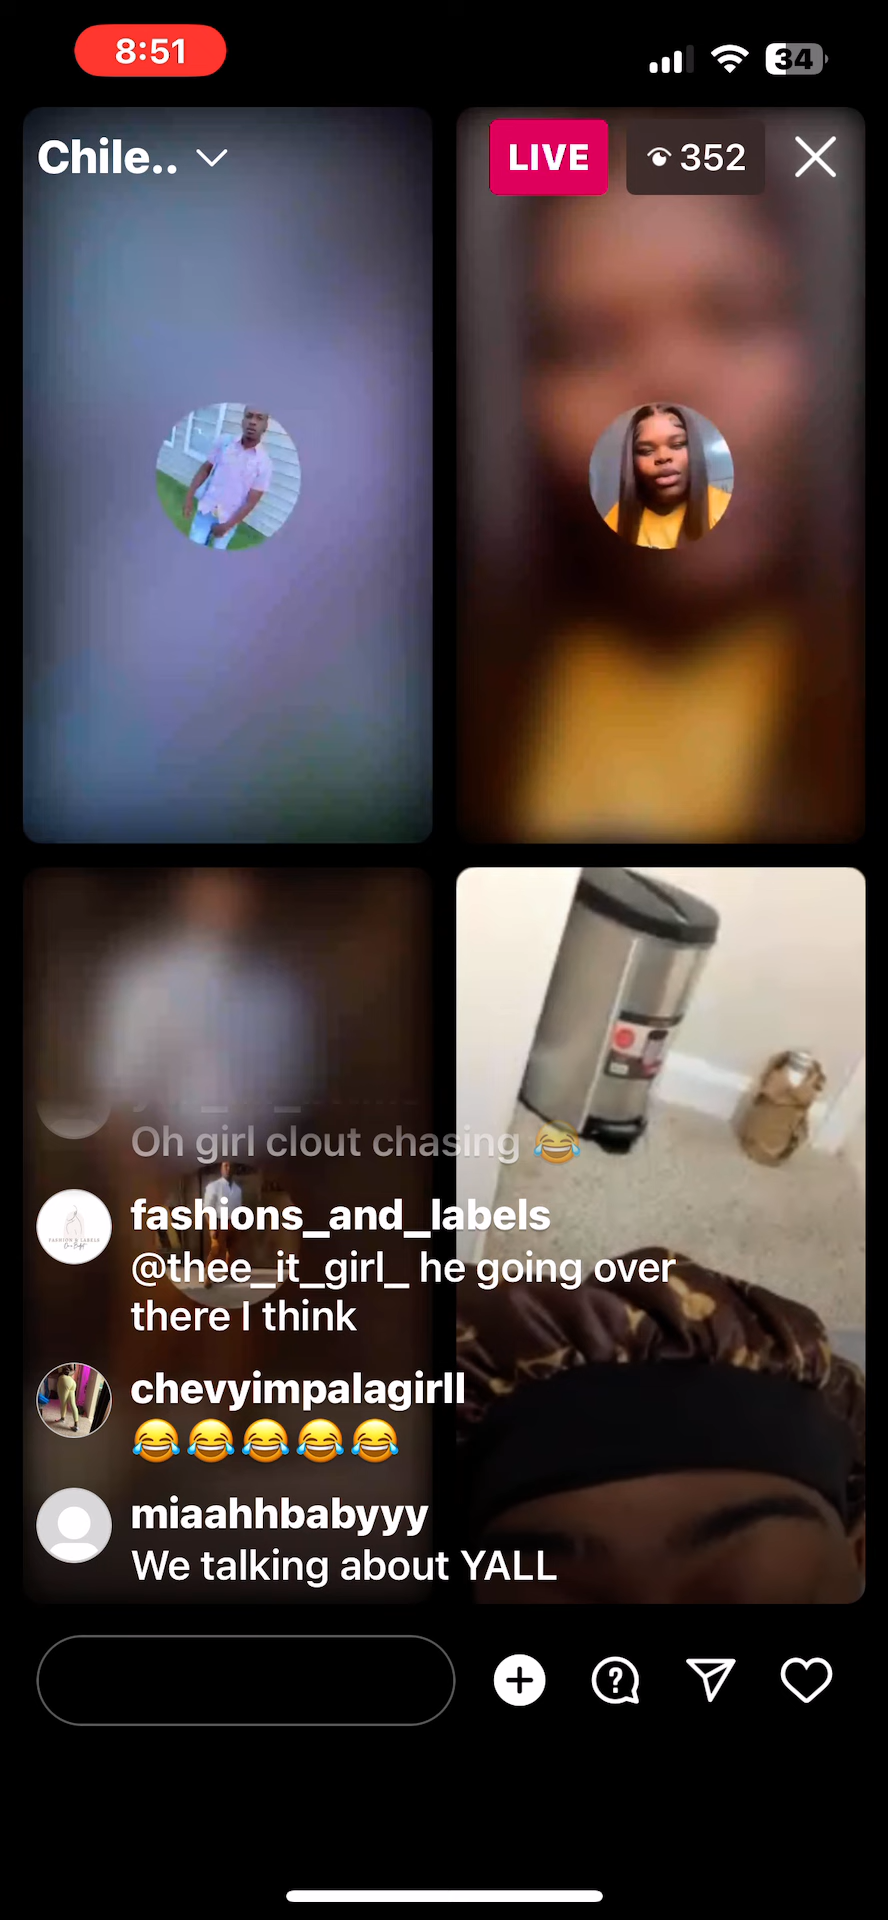 8:51
34
Chile..
LIVE
352
Oh girl clout chasing 😂
fashions_and_labels
@thee_it_girl_ he going over
there I think
chevyimpalagirll
😂😂😂😂😂
miaahhbabyyy
We talking about YALL